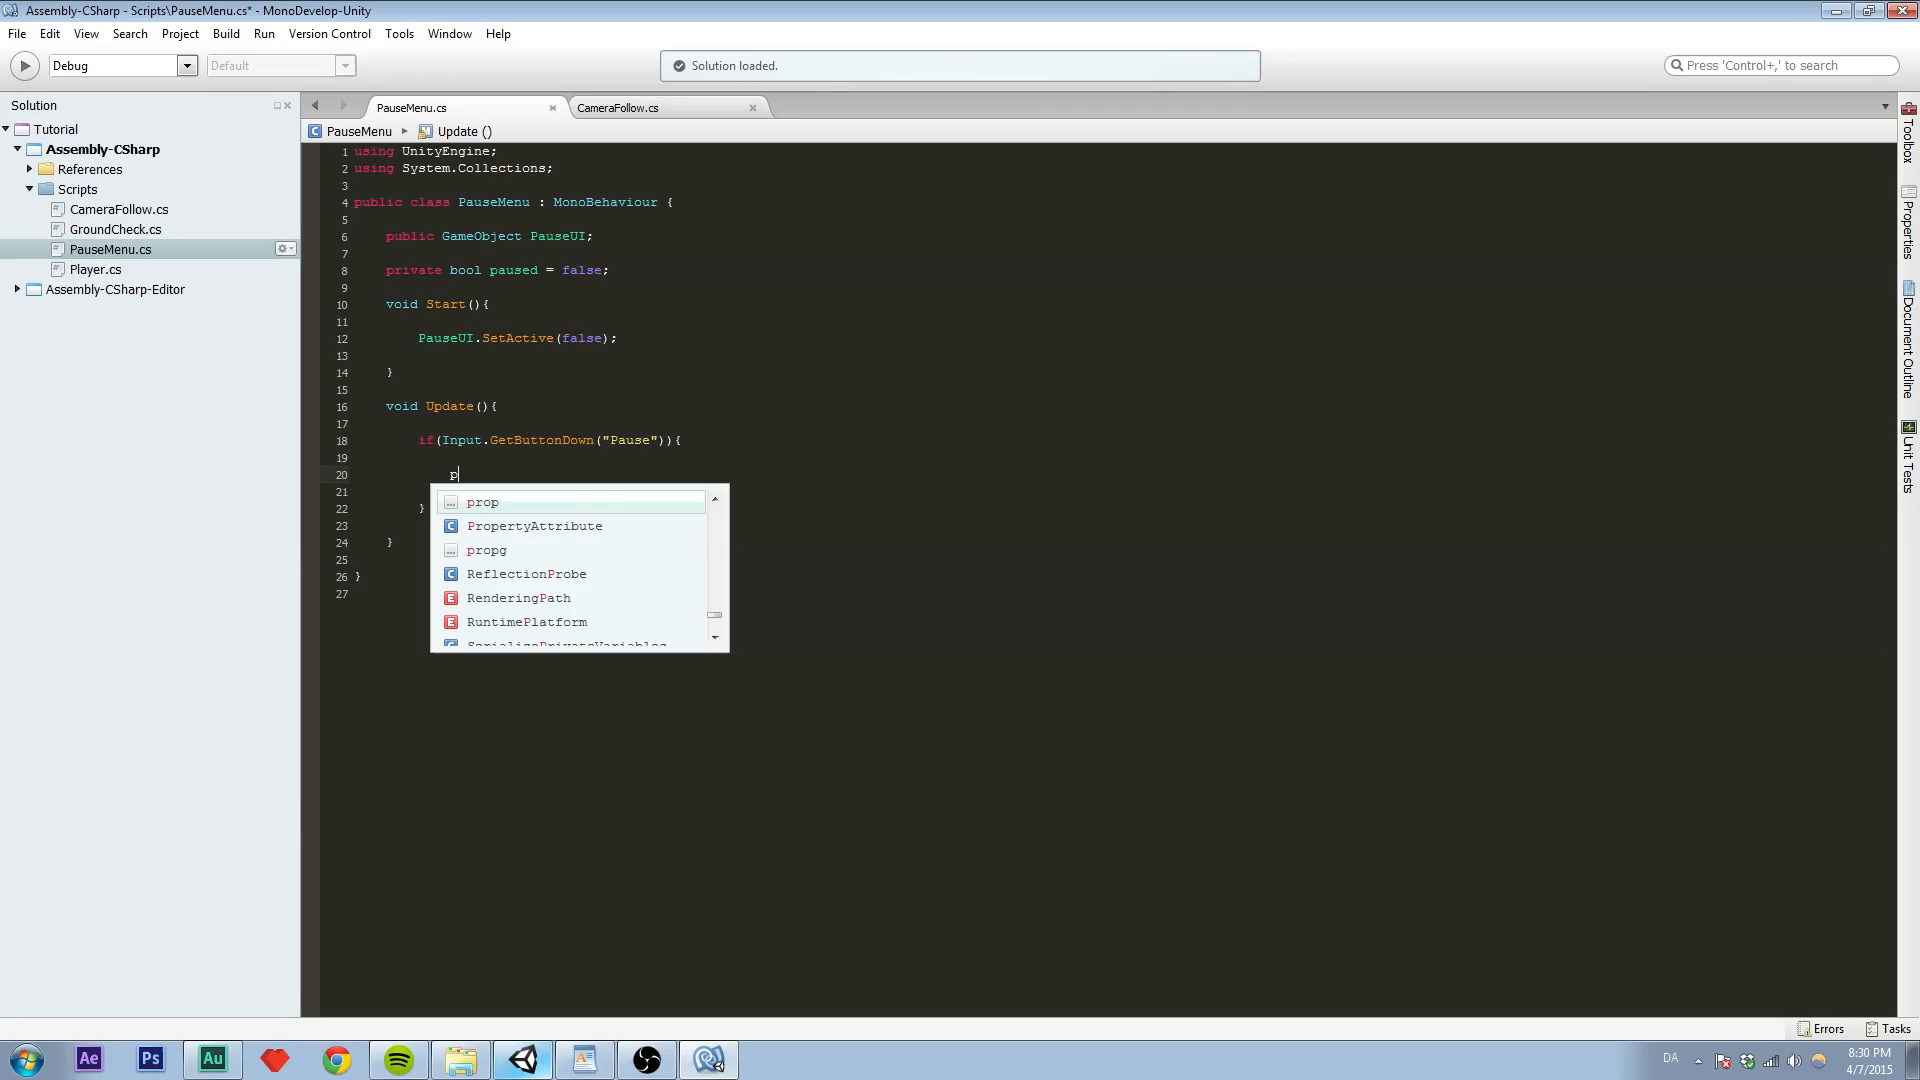 Assembly-CSharp - Scripts\PauseMenu.cs* - MonoDevelop-Unity
File Edit View Search Project Build Run Version Control Tools Window Help
Debug Default Solution loaded. Press 'Control+,' to search
Solution PauseMenu.cs CameraFollow.cs
Tutorial PauseMenu Update ()
Assembly-CSharp
References
Scripts
CameraFollow.cs
GroundCheck.cs
PauseMenu.cs
Player.cs
Assembly-CSharp-Editor
1 using UnityEngine;
2 using System.Collections;
3
4 public class PauseMenu : MonoBehaviour {
5
6 public GameObject PauseUI;
7
8 private bool paused = false;
9
10 void Start(){
11
12 PauseUI.SetActive(false);
13
14 }
15
16 void Update(){
17
18 if(Input.GetButtonDown("Pause")){
19
20 p
21
22 }
23
24 }
25
26 }
27
prop
PropertyAttribute
propg
ReflectionProbe
RenderingPath
RuntimePlatform
SerializePrivateVariables
Toolbox
Properties
Document Outline
Unit Tests
Errors Tasks
Ae Ps Au DA 8:30 PM
4/7/2015